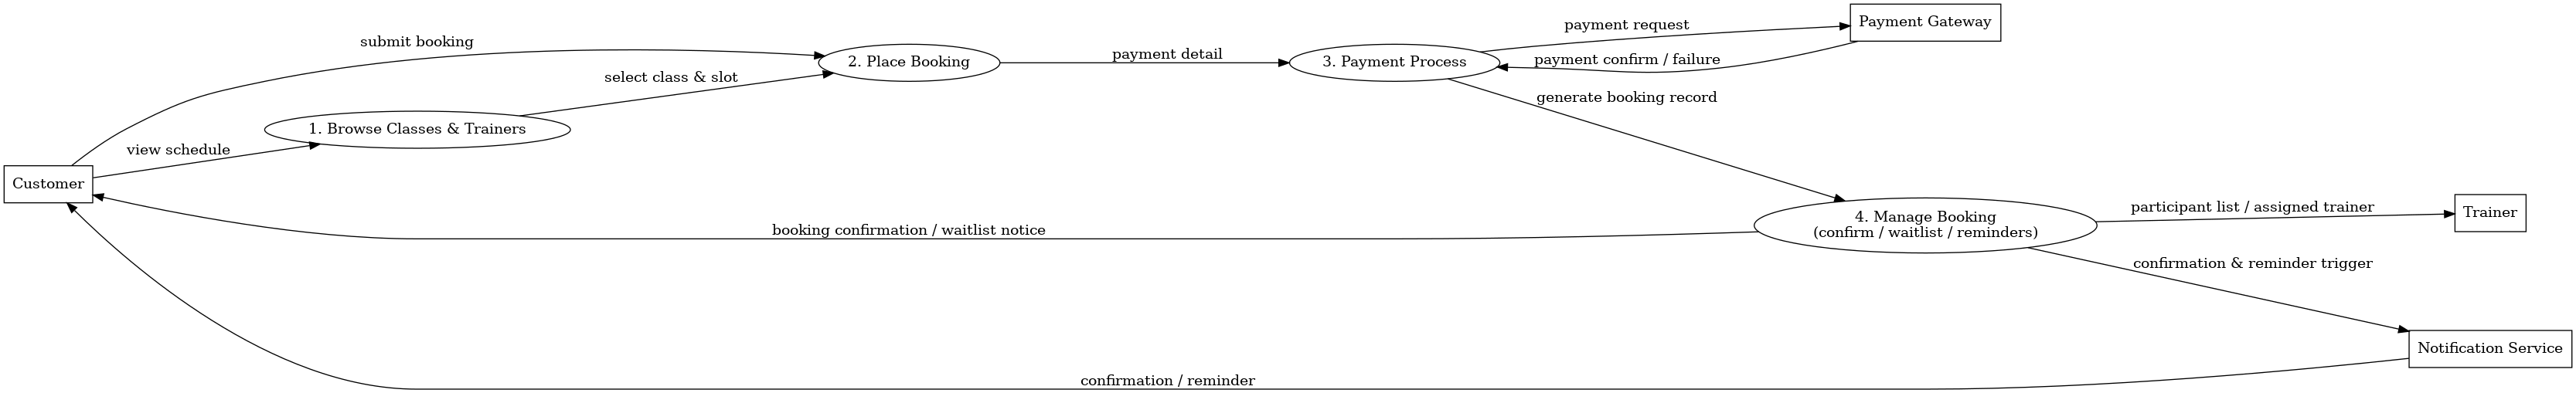 Payment Gateway
payment request
submit booking
payment detail
payment confirm / failure
2. Place Booking
3. Payment Process
select class & slot
generate booking record
1. Browse Classes & Trainers
view schedule
Customer
participant list / assigned trainer
Trainer
4. Manage Booking
(confirm / waitlist / reminders)
booking confirmation / waitlist notice
confirmation & reminder trigger
Notification Service
confirmation / reminder